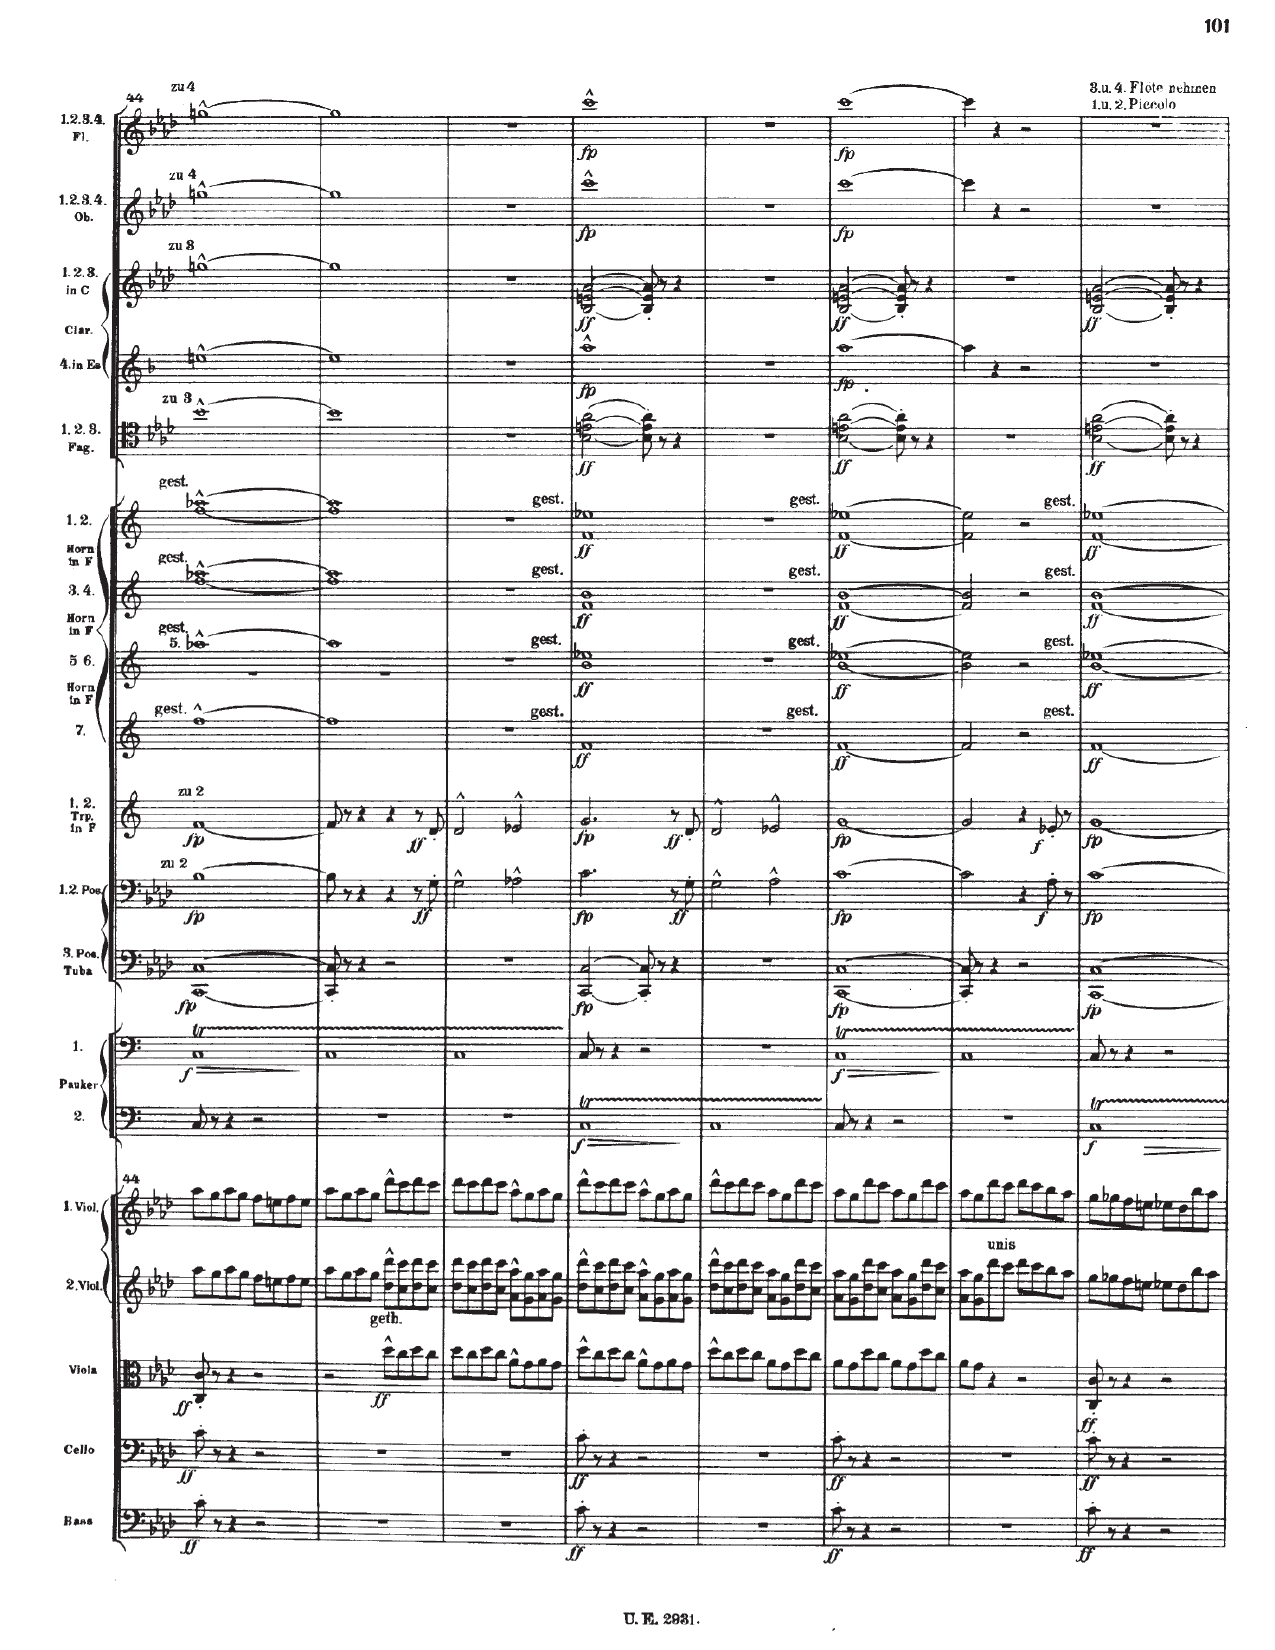 101
zu 4
3. u. 4. Flöte nehmen
1. u. 2. Piccolo
44
1.2.3.4.
Fl.
fp
fp
zu 4
1.2.3.4.
Ob.
fp
fp
zu 3
1. 2. 3.
in C
ff
ff
ff
Clar.
4. in Es
fp
fp
zu 3
1. 2. 3.
Fag.
ff
ff
ff
gest.
gest.
gest.
gest.
1. 2.
Horn
in F
ff
ff
ff
gest.
gest.
gest.
gest.
3. 4.
Horn
in F
ff
ff
ff
gest.
5.
gest.
gest.
gest.
5 6.
Horn
in F
ff
ff
ff
gest.
gest.
gest.
gest.
7.
ff
ff
ff
zu 2
1. 2.
Trp.
in F
fp
ff
fp
ff
fp
f
fp
zu 2
1.2. Pos.
fp
ff
fp
ff
fp
f
fp
3. Pos.
Tuba
fp
fp
fp
fp
tr
tr
1.
f
f
Pauker
tr
tr
2.
f
f
44
1. Viol.
unis
2. Viol.
geth.
Viola
ff
ff
ff
Cello
ff
ff
ff
ff
Bass
ff
ff
ff
ff
U. E. 2931.